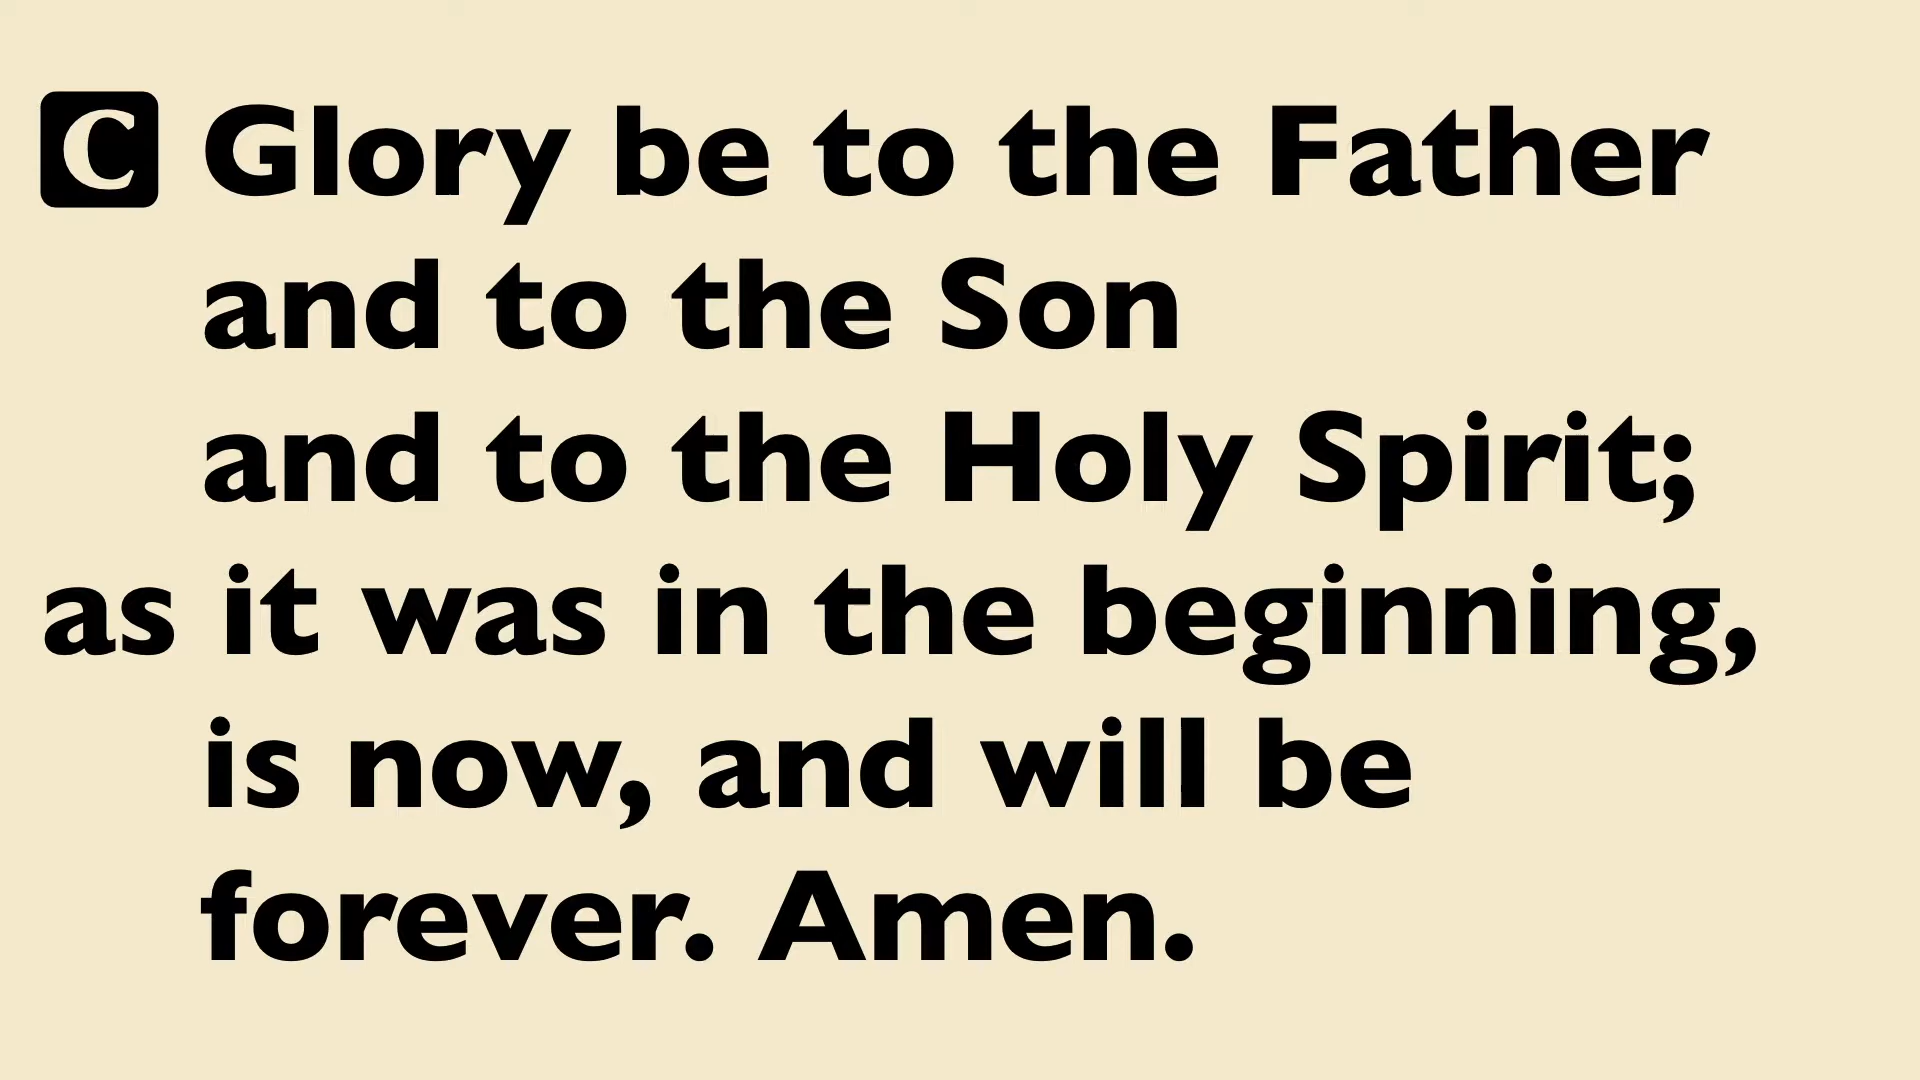 C Glory be to the Father
and to the Son
and to the Holy Spirit;
as it was in the beginning,
is now, and will be
forever. Amen.